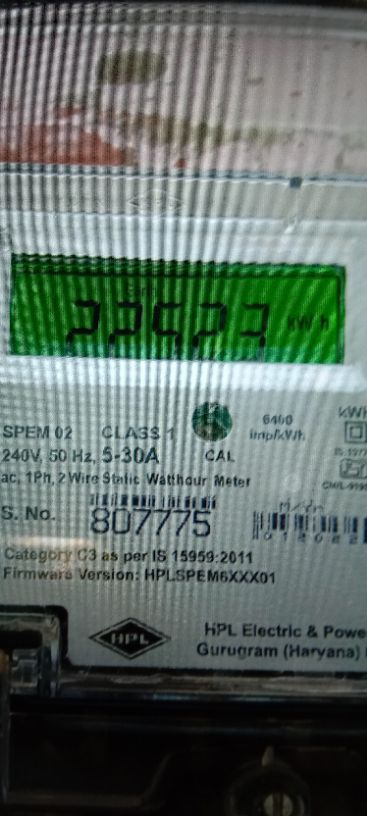 kWh
SPEM 02 CLASS 1
6400
imp/kWh
240V, 50 Hz, 5-30A
CAL
ac, 1Ph, 2 Wire Static Watthour Meter
S. No. 807775
Category C3 as per IS 15959:2011
Firmware Version: HPLSPEM6XXX01
HPL
HPL Electric & Powe
Gurugram (Haryana)